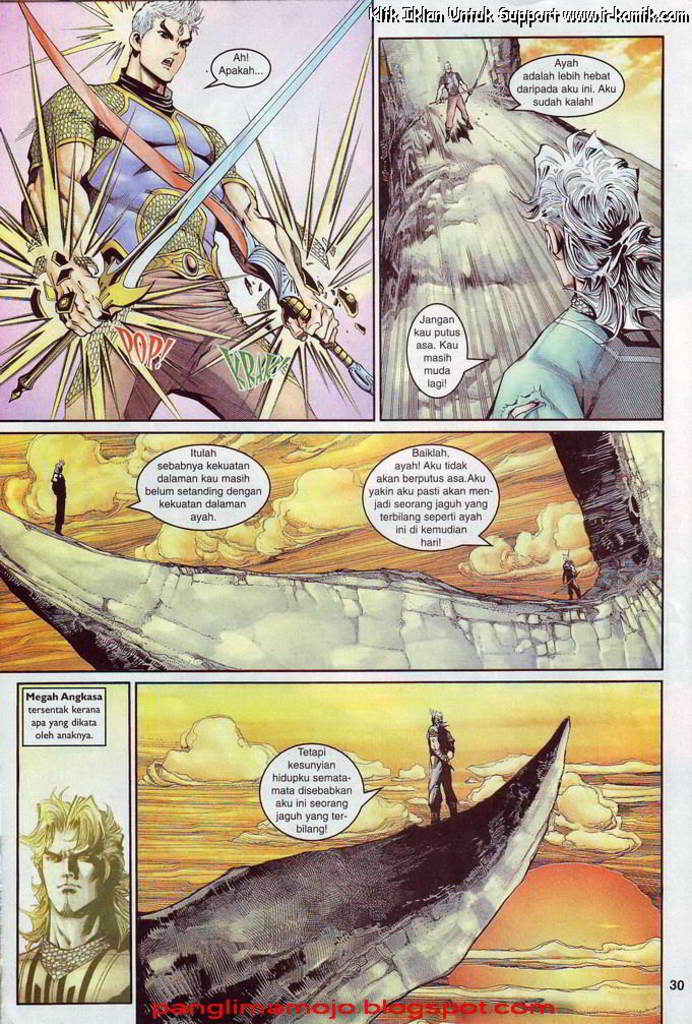 Klik Iklan Untuk Support www.ir-komik.com
Ah!
Apakah...
Ayah
adalah lebih hebat
daripada aku ini. Aku
sudah kalah!
Jangan
kau putus
asa. Kau
masih
muda
lagi!
POP!
KRAK!
Itulah
sebabnya kekuatan
dalaman kau masih
belum setanding dengan
kekuatan dalaman
ayah.
Baiklah,
ayah! Aku tidak
akan berputus asa.Aku
yakin aku pasti akan men-
jadi seorang jaguh yang
terbilang seperti ayah
ini di kemudian
hari!
Megah Angkasa
tersentak kerana
apa yang dikata
oleh anaknya.
Tetapi
kesunyian
hidupku semata-
mata disebabkan
aku ini seorang
jaguh yang ter-
bilang!
30
panglimamojo.blogspot.com